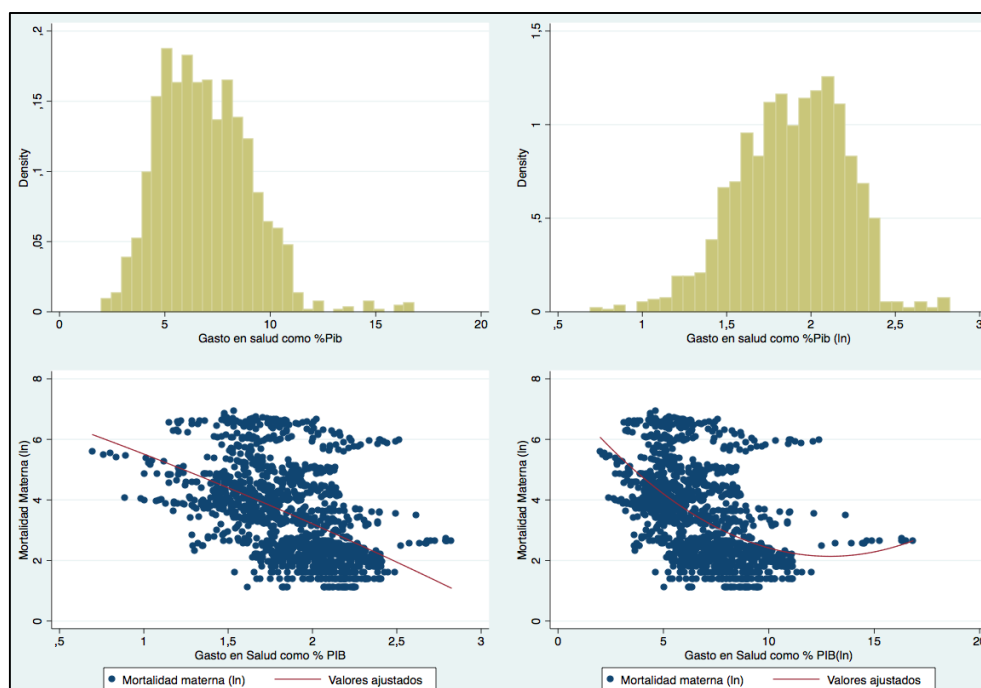 ,2
,15
,1
,05
0
Density
0 5 10 15 20
Gasto en salud como %Pib
1.5
1
,5
0
Density
,5 1 1,5 2 2,5 3
Gasto en salud como %Pib (ln)
8
6
4
2
0
Mortalidad Materna (ln)
,5 1 1,5 2 2,5 3
Gasto en Salud como % PIB
Mortalidad materna (ln) Valores ajustados
8
6
4
2
0
Mortalidad Materna (ln)
0 5 10 15 20
Gasto en Salud como % PIB(ln)
Mortalidad materna (ln) Valores ajustados